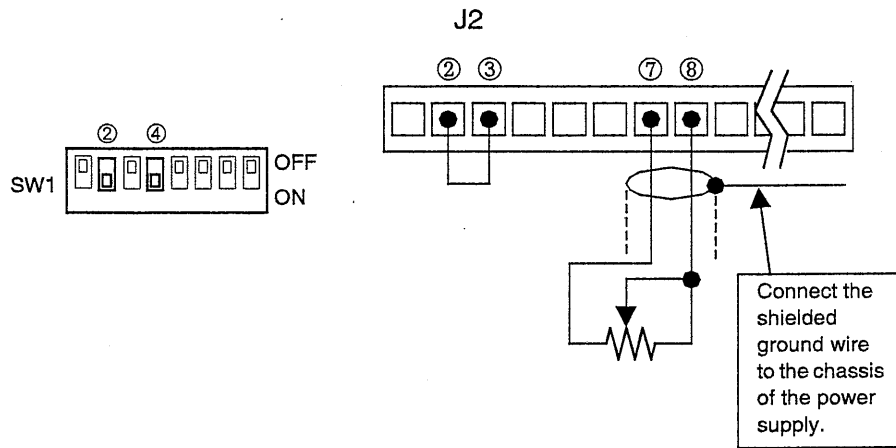 J2
② ③ ⑦ ⑧
② ④
OFF
SW1
ON
Connect the
shielded
ground wire
to the chassis
of the power
supply.